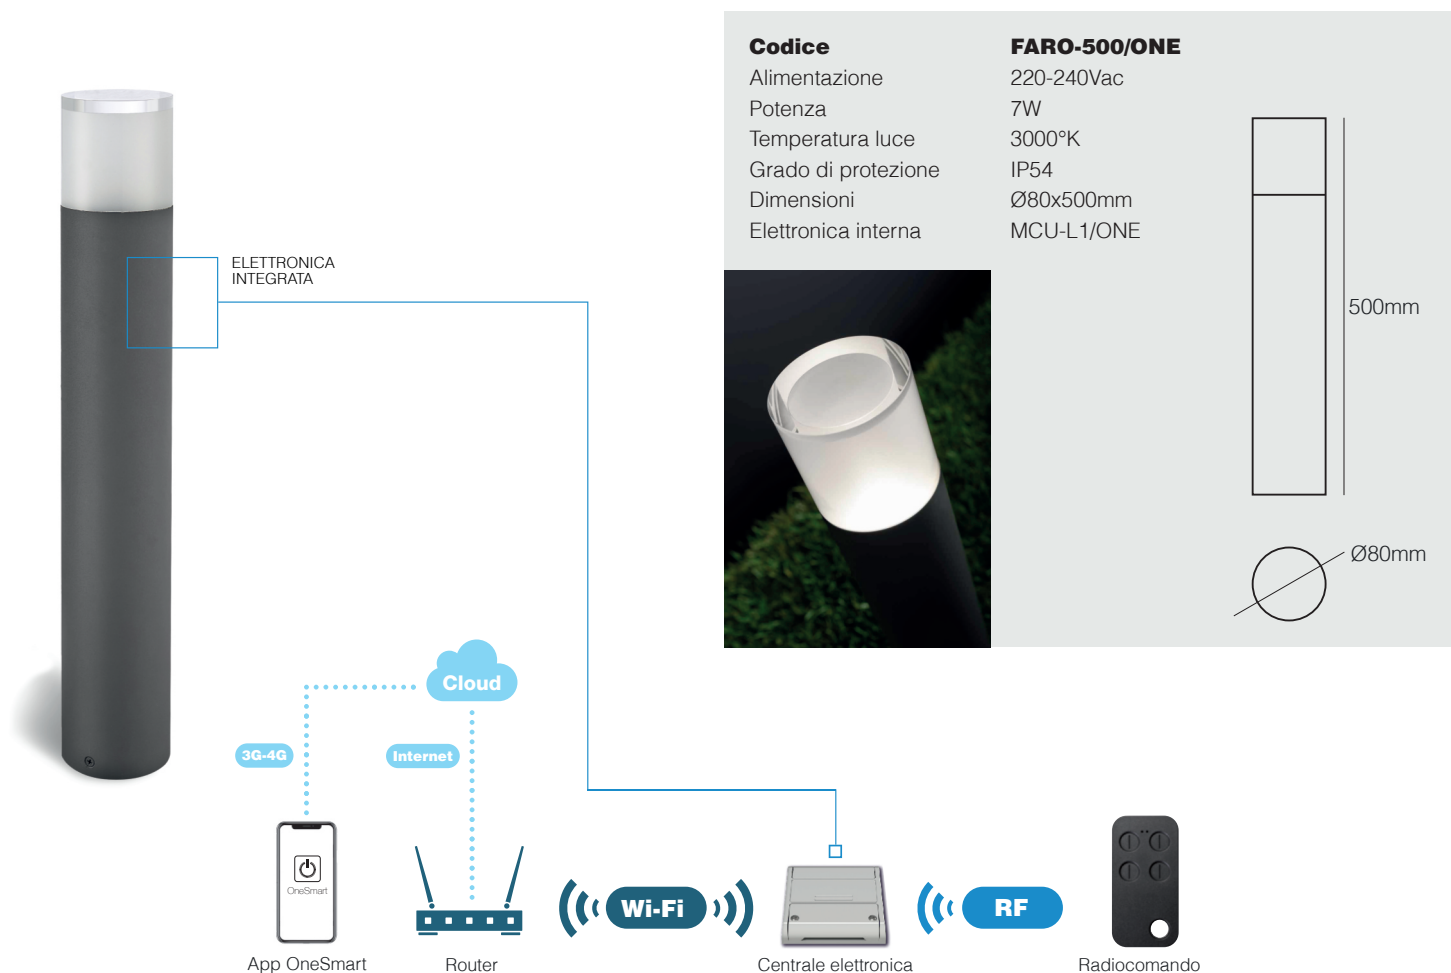 Codice FARO-500/ONE
Alimentazione 220-240Vac
Potenza 7W
Temperatura luce 3000°K
Grado di protezione IP54
Dimensioni Ø80x500mm
Elettronica interna MCU-L1/ONE
ELETTRONICA
INTEGRATA
500mm
Ø80mm
Cloud
3G-4G
Internet
OneSmart
Wi-Fi
RF
App OneSmart
Router
Centrale elettronica
Radiocomando